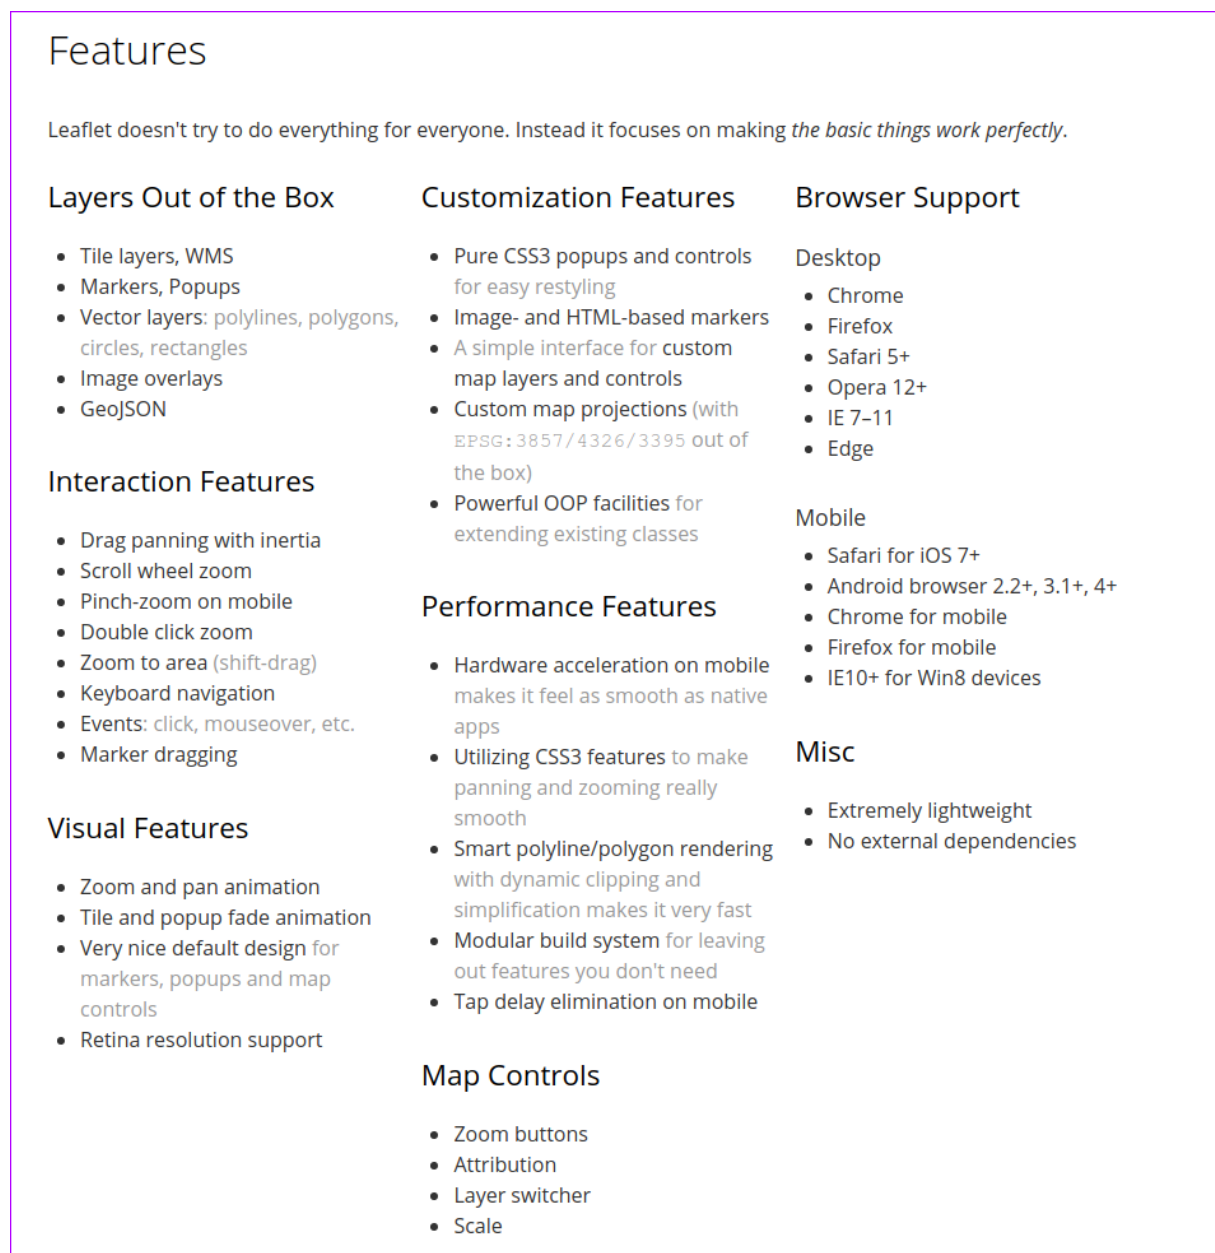 Features
Leaflet doesn't try to do everything for everyone. Instead it focuses on making the basic things work perfectly.
Layers Out of the Box
Tile layers, WMS
Markers, Popups
Vector layers: polylines, polygons,
circles, rectangles
Image overlays
GeoJSON
Interaction Features
Drag panning with inertia
Scroll wheel zoom
Pinch-zoom on mobile
Double click zoom
Zoom to area (shift-drag)
Keyboard navigation
Events: click, mouseover, etc.
Marker dragging
Visual Features
Zoom and pan animation
Tile and popup fade animation
Very nice default design for
markers, popups and map
controls
Retina resolution support
Customization Features
Pure CSS3 popups and controls
for easy restyling
Image- and HTML-based markers
A simple interface for custom
map layers and controls
Custom map projections (with
EPSG:3857/4326/3395 out of
the box)
Powerful OOP facilities for
extending existing classes
Performance Features
Hardware acceleration on mobile
makes it feel as smooth as native
apps
Utilizing CSS3 features to make
panning and zooming really
smooth
Smart polyline/polygon rendering
with dynamic clipping and
simplification makes it very fast
Modular build system for leaving
out features you don't need
Tap delay elimination on mobile
Map Controls
Zoom buttons
Attribution
Layer switcher
Scale
Browser Support
Desktop
Chrome
Firefox
Safari 5+
Opera 12+
IE 7–11
Edge
Mobile
Safari for iOS 7+
Android browser 2.2+, 3.1+, 4+
Chrome for mobile
Firefox for mobile
IE10+ for Win8 devices
Misc
Extremely lightweight
No external dependencies